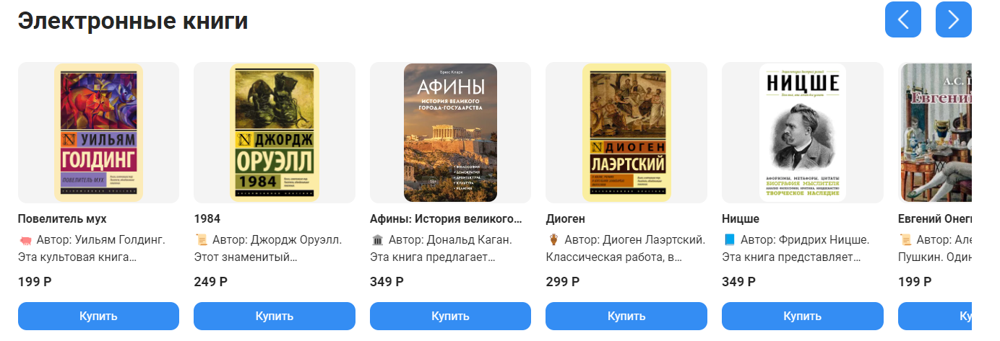 Электронные книги
УИЛЬЯМ
ГОЛДИНГ
ПОВЕЛИТЕЛЬ МУХ
Повелитель мух
Автор: Уильям Голдинг.
Эта культовая книга...
199 Р
Купить
ДЖОРДЖ
ОРУЭЛЛ
1984
1984
Автор: Джордж Оруэлл.
Этот знаменитый...
249 Р
Купить
Брюс Кларк
АФИНЫ
ИСТОРИЯ ВЕЛИКОГО
ГОРОДА-ГОСУДАРСТВА
• ФИЛОСОФИЯ
• ДЕМОКРАТИЯ
• АРХИТЕКТУРА
• КУЛЬТУРА
• РЕЛИГИЯ
18+
Афины: История великого...
Автор: Дональд Каган.
Эта книга предлагает...
349 Р
Купить
ДИОГЕН
ЛАЭРТСКИЙ
Диоген
Автор: Диоген Лаэртский.
Классическая работа, в...
299 Р
Купить
НИЦШЕ
АФОРИЗМЫ, МЕТАФОРЫ, ЦИТАТЫ
БИОГРАФИЯ МЫСЛИТЕЛЯ
ТВОРЧЕСКОЕ НАСЛЕДИЕ
Ницше
Автор: Фридрих Ницше.
Эта книга представляет...
349 Р
Купить
А.С.
Евгени
Евгений Онег
Автор: Але
Пушкин. Один
199 Р
Ку